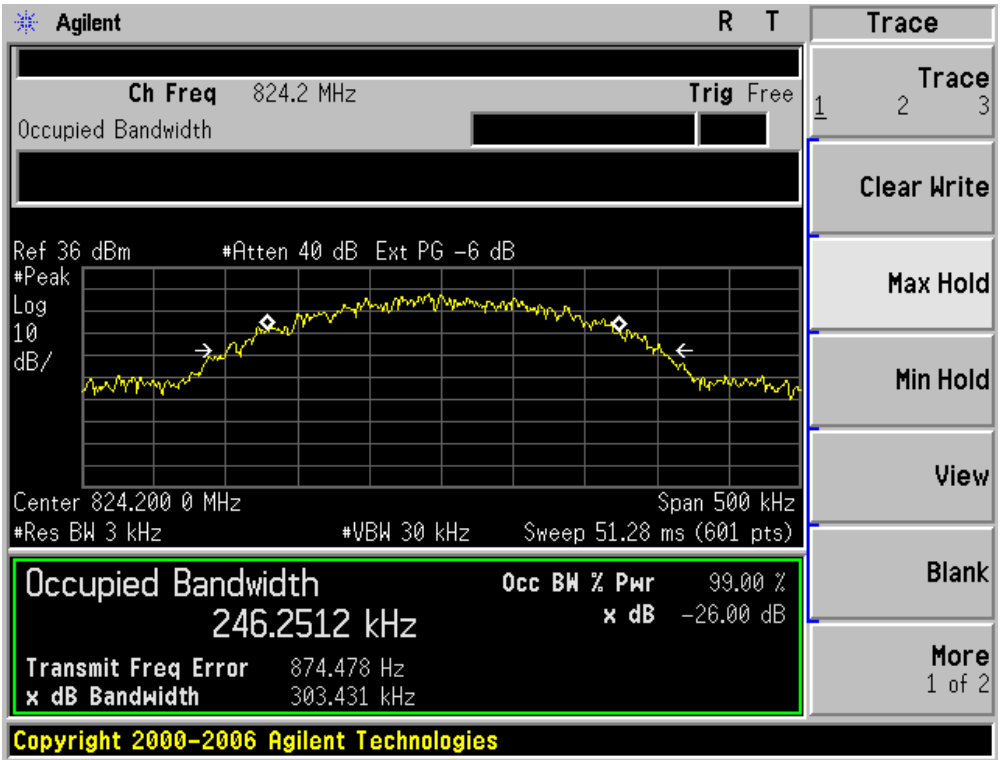 Agilent R T
Ch Freq 824.2 MHz Trig Free
Occupied Bandwidth
Ref 36 dBm #Atten 40 dB Ext PG -6 dB
#Peak
Log
10
dB/
Center 824.200 0 MHz Span 500 kHz
#Res BW 3 kHz #VBW 30 kHz Sweep 51.28 ms (601 pts)
Occupied Bandwidth
246.2512 kHz
Occ BW % Pwr 99.00 %
x dB -26.00 dB
Transmit Freq Error 874.478 Hz
x dB Bandwidth 303.431 kHz
Copyright 2000-2006 Agilent Technologies
Trace
Trace
1 2 3
Clear Write
Max Hold
Min Hold
View
Blank
More
1 of 2